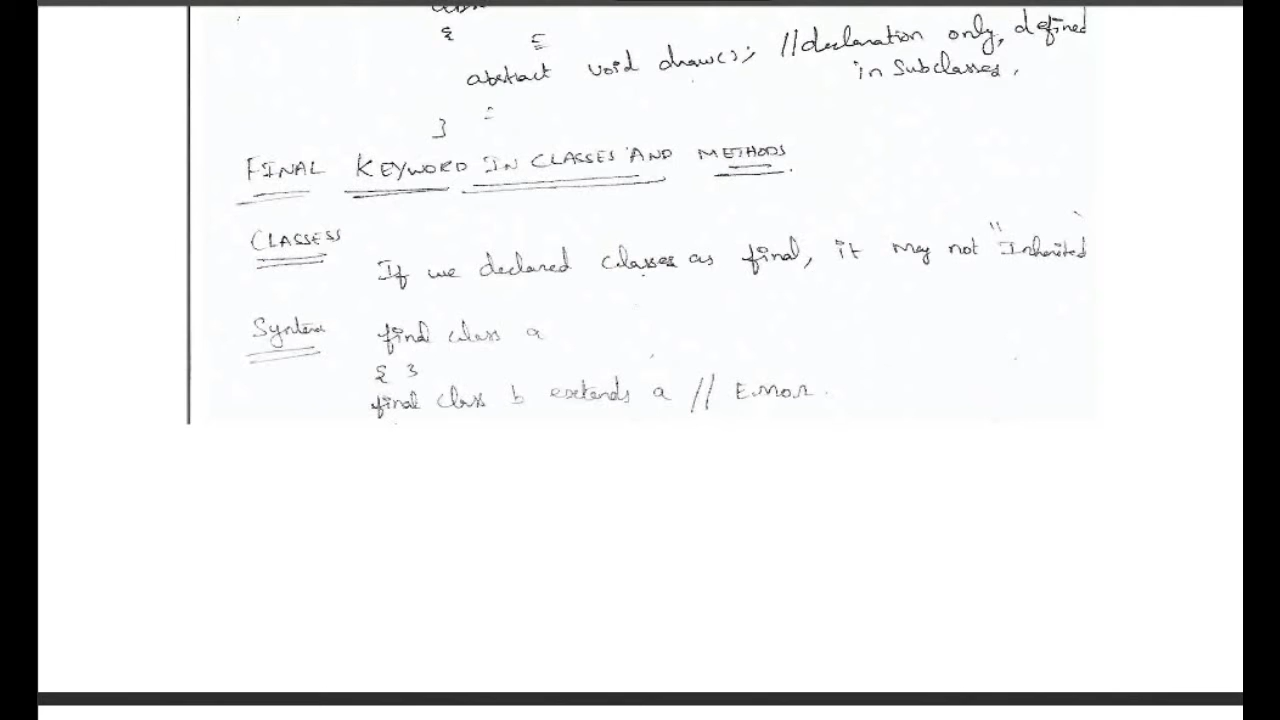 {
abstract void draw(); //declaration only, defined
in Subclasses.
}
FINAL KEYWORD IN CLASSES AND METHODS.
CLASSESS
If we declared classes as final, it may not "Inherited
Syntax final class a
{ }
final class b extends a // Error.